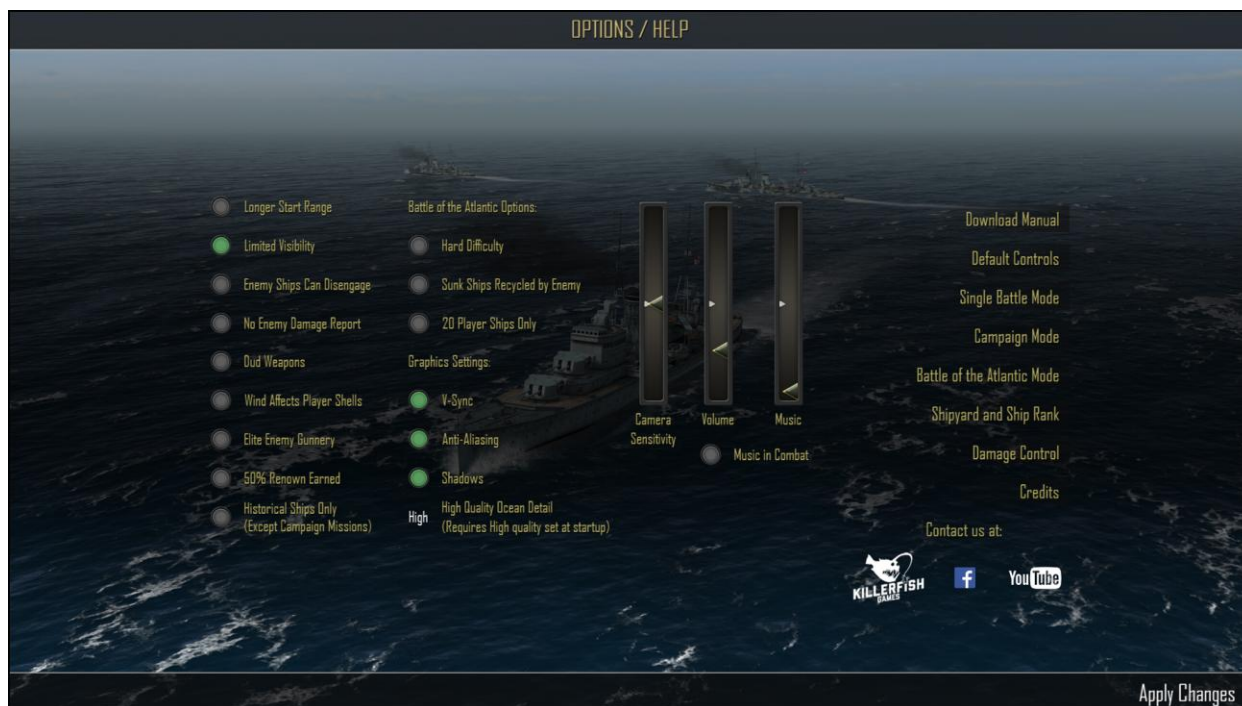 OPTIONS / HELP
Longer Start Range
Limited Visibility
Enemy Ships Can Disengage
No Enemy Damage Report
Dud Weapons
Wind Affects Player Shells
Elite Enemy Gunnery
50% Renown Earned
Historical Ships Only
(Except Campaign Missions)
Battle of the Atlantic Options:
Hard Difficulty
Sunk Ships Recycled by Enemy
20 Player Ships Only
Graphics Settings:
V-Sync
Anti-Aliasing
Shadows
High
High Quality Ocean Detail
(Requires High quality set at startup)
Camera
Sensitivity
Volume
Music
Music in Combat
Download Manual
Default Controls
Single Battle Mode
Campaign Mode
Battle of the Atlantic Mode
Shipyard and Ship Rank
Damage Control
Credits
Contact us at:
KILLERFISH
GAMES
f
YouTube
Apply Changes